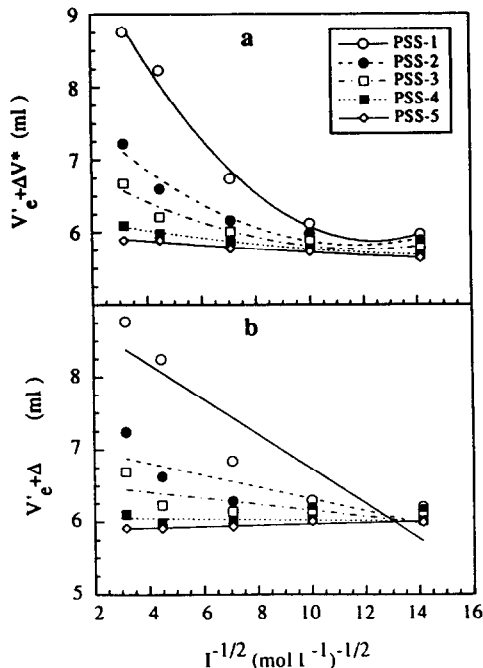 9
8
7
6
V'e+ΔV* (ml)
a
PSS-1
PSS-2
PSS-3
PSS-4
PSS-5
8
7
6
5
V'e+Δ (ml)
b
2 4 6 8 10 12 14 16
I^-1/2 (mol l^-1)^-1/2